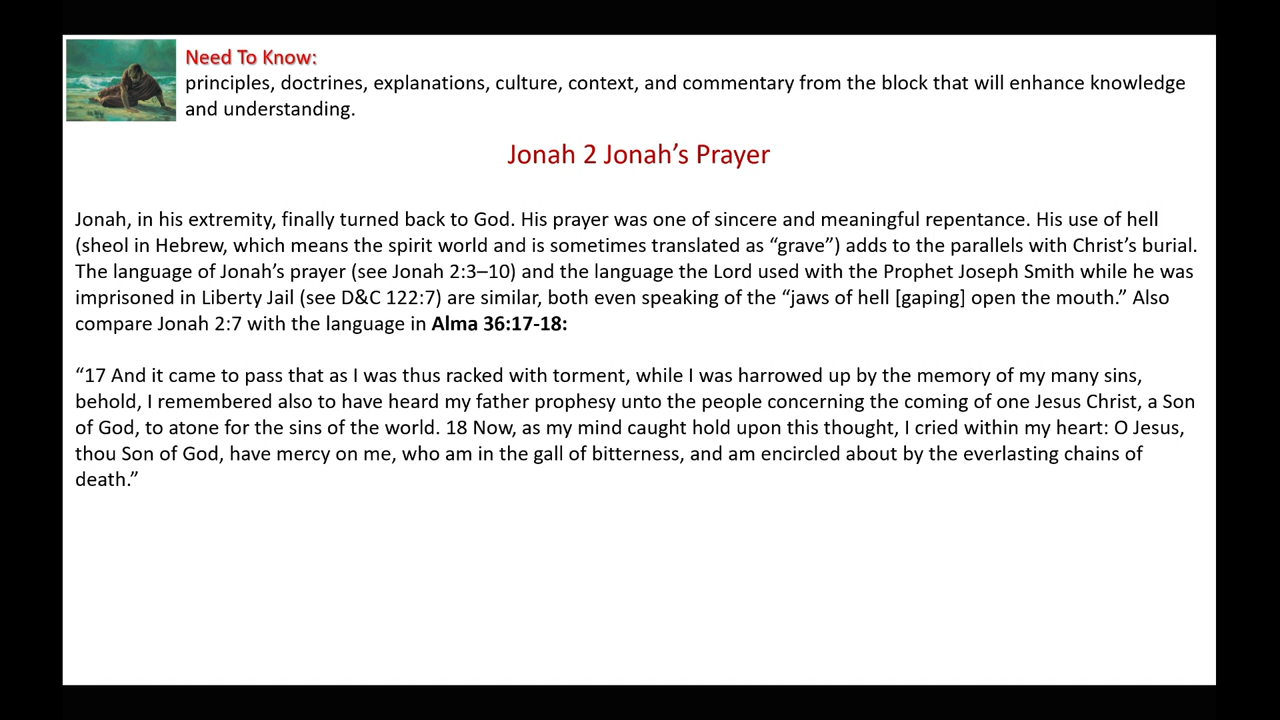 Need To Know:
principles, doctrines, explanations, culture, context, and commentary from the block that will enhance knowledge
and understanding.
Jonah 2 Jonah’s Prayer
Jonah, in his extremity, finally turned back to God. His prayer was one of sincere and meaningful repentance. His use of hell
(sheol in Hebrew, which means the spirit world and is sometimes translated as “grave”) adds to the parallels with Christ’s burial.
The language of Jonah’s prayer (see Jonah 2:3–10) and the language the Lord used with the Prophet Joseph Smith while he was
imprisoned in Liberty Jail (see D&C 122:7) are similar, both even speaking of the “jaws of hell [gaping] open the mouth.” Also
compare Jonah 2:7 with the language in Alma 36:17-18:
“17 And it came to pass that as I was thus racked with torment, while I was harrowed up by the memory of my many sins,
behold, I remembered also to have heard my father prophesy unto the people concerning the coming of one Jesus Christ, a Son
of God, to atone for the sins of the world. 18 Now, as my mind caught hold upon this thought, I cried within my heart: O Jesus,
thou Son of God, have mercy on me, who am in the gall of bitterness, and am encircled about by the everlasting chains of
death.”